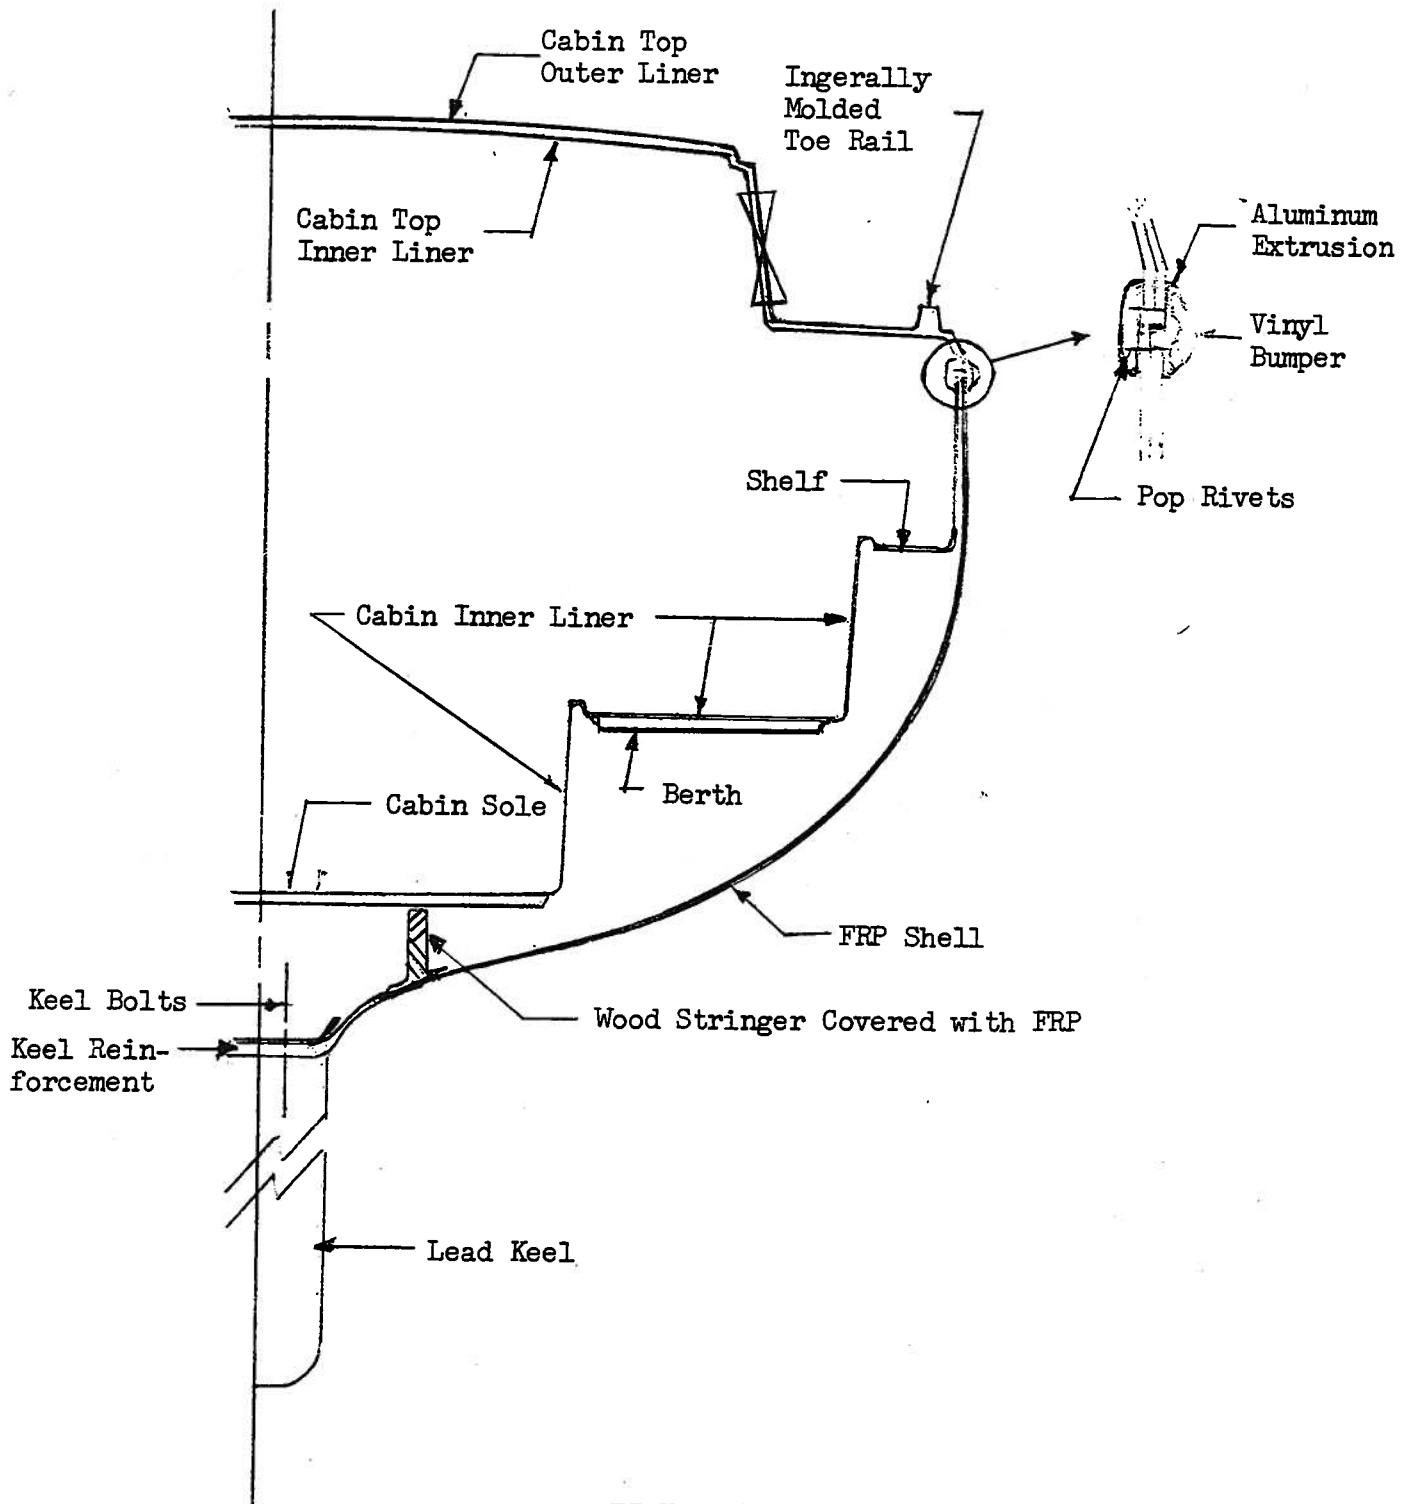 Cabin Top
Outer Liner
Ingerally
Molded
Toe Rail
Cabin Top
Inner Liner
Aluminum
Extrusion
Vinyl
Bumper
Pop Rivets
Shelf
Cabin Inner Liner
Berth
Cabin Sole
FRP Shell
Keel Bolts
Wood Stringer Covered with FRP
Keel Rein-
forcement
Lead Keel